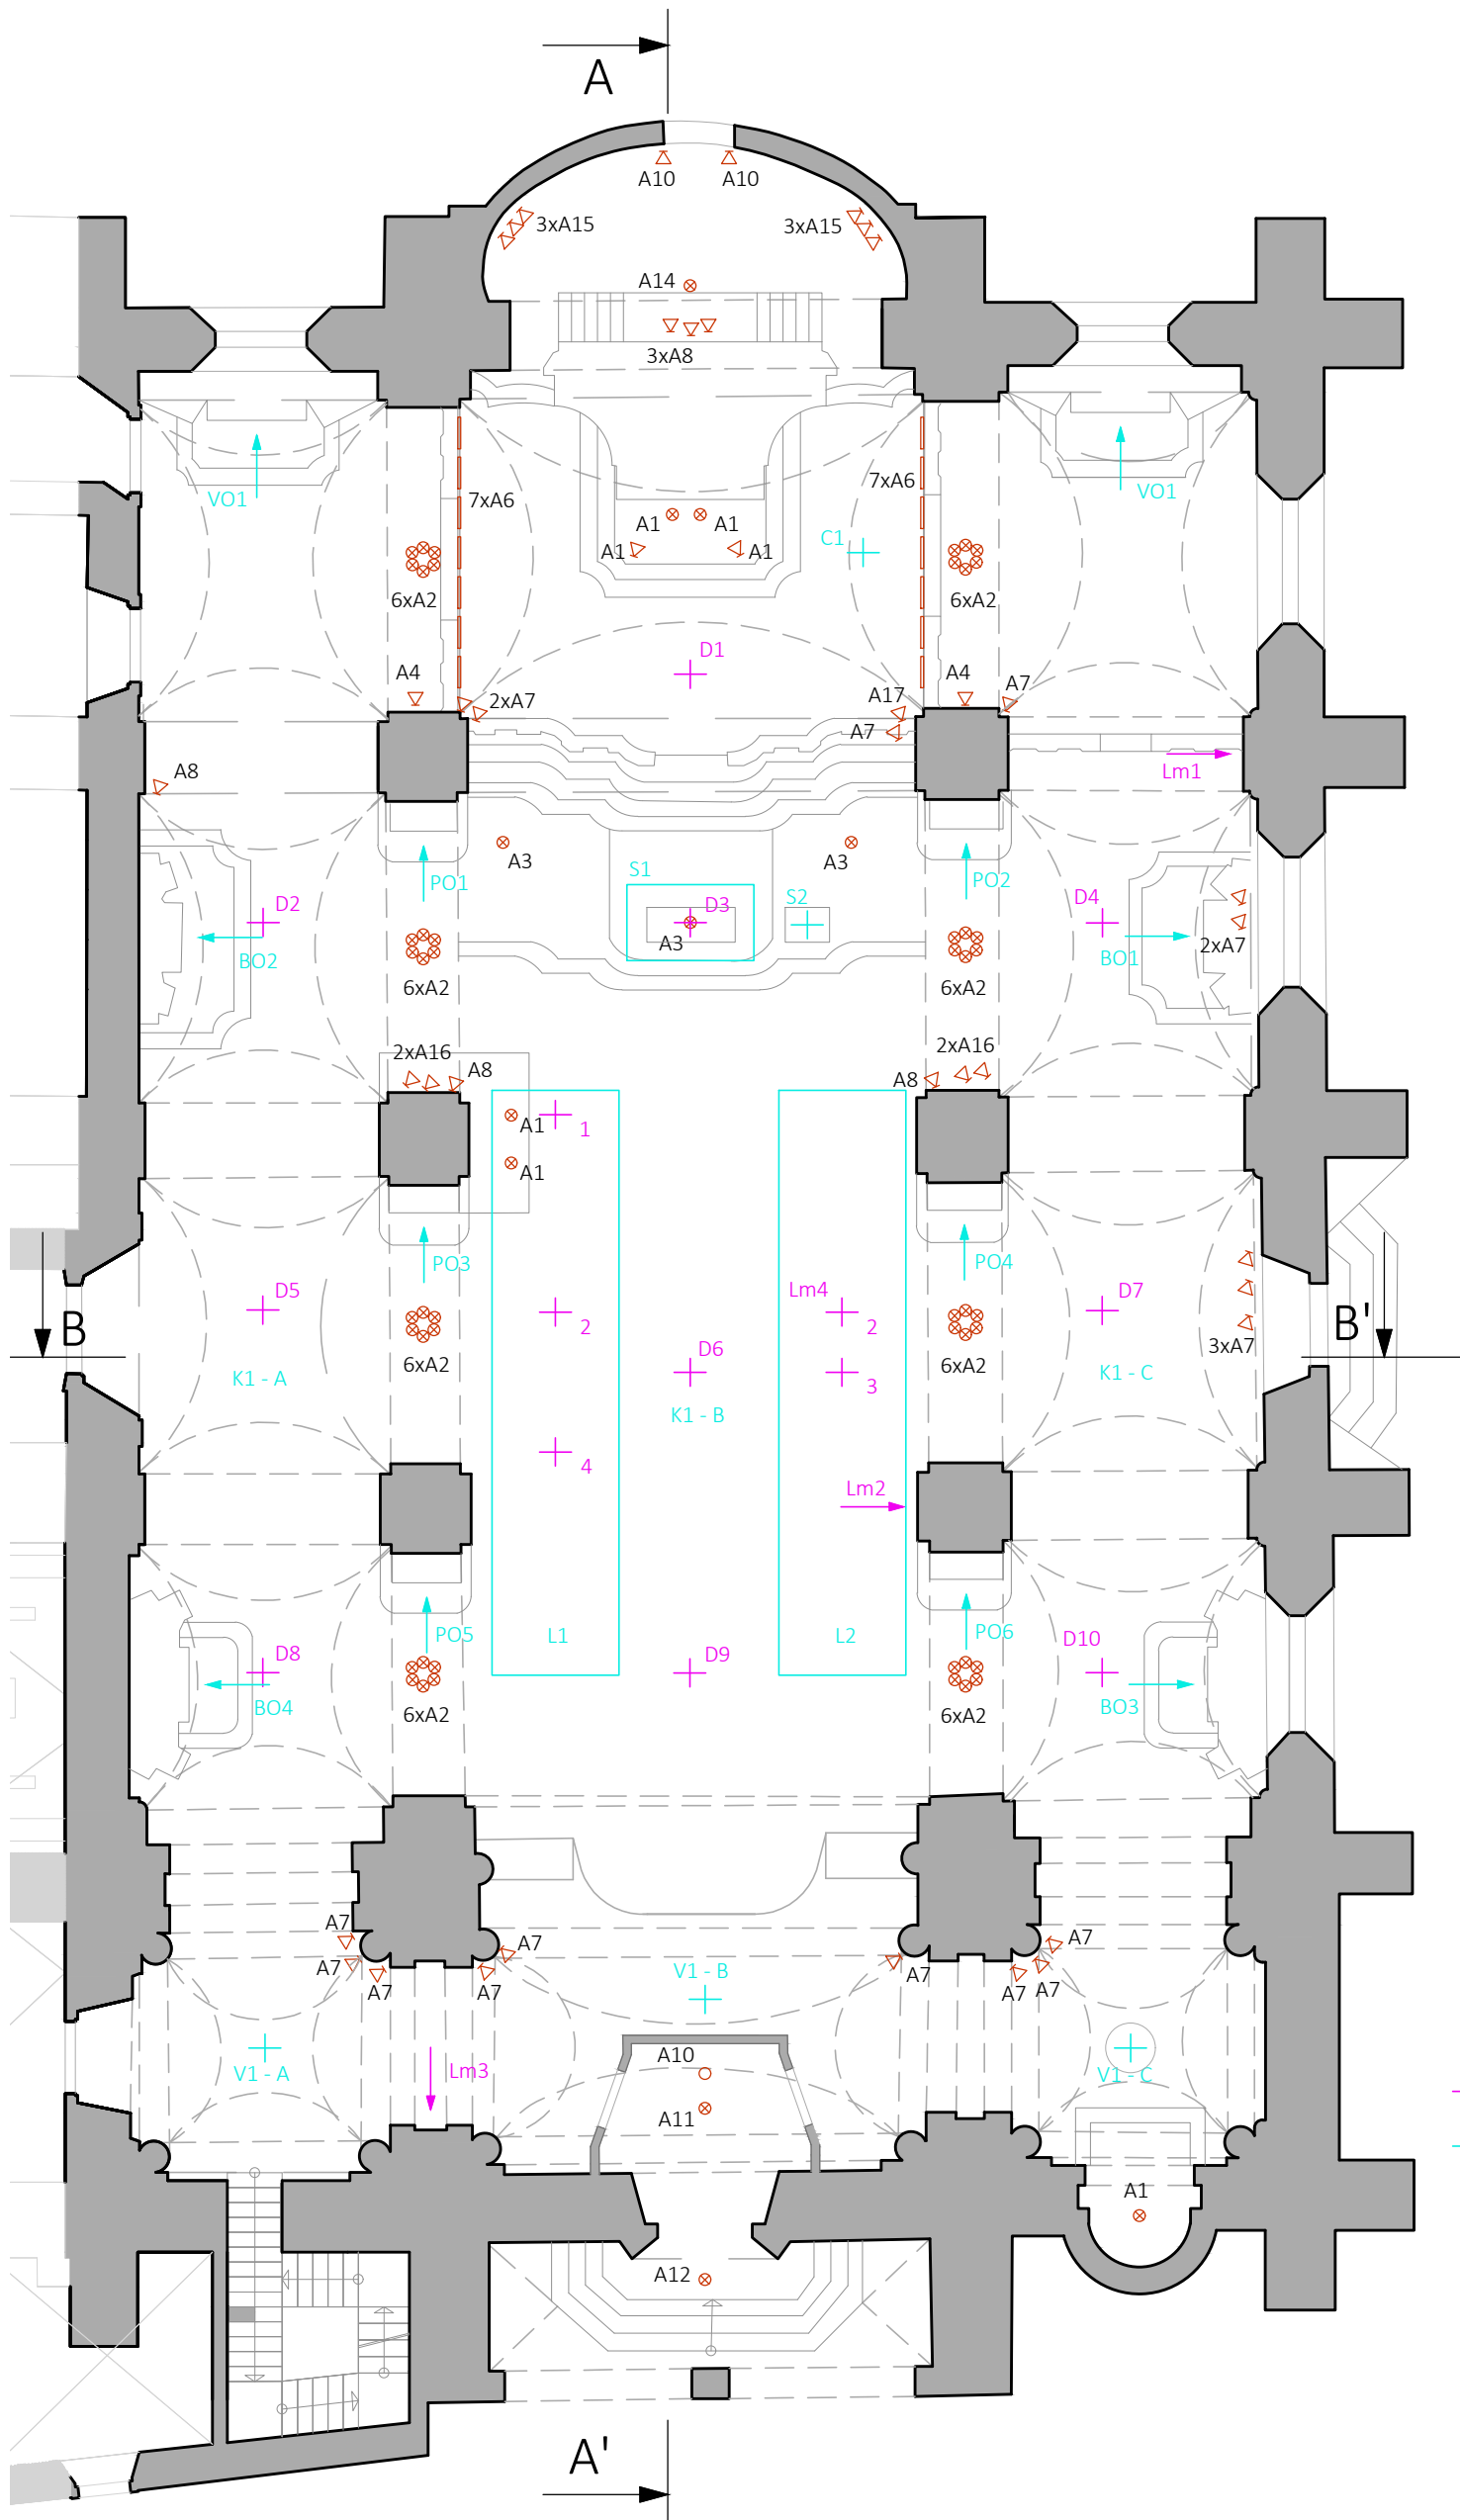 A
A10 A10
3xA15 3xA15
A14
3xA8
7xA6 7xA6
VO1 VO1
A1 A1
A1 A1
C1
6xA2 6xA2
D1
A4 A4
2xA7 A17 A7
A7
A8
Lm1
A3 A3
S1
PO1 PO2
S2
D2 D3 D4
A3 2xA7
BO2 BO1
6xA2 6xA2
2xA16 2xA16
A8 A8
A1 1
A1
PO3 PO4
D5 Lm4 D7
B 2 2 B'
D6 3xA7
6xA2 6xA2
K1 - A 3 K1 - C
K1 - B
4
Lm2
PO5 L1 L2 PO6
D8 D9 D10
BO4 BO3
6xA2 6xA2
A7 A7 A7
A7 A7
A7 A7 A7 A7
V1 - B
A10
Lm3
V1 - A V1 - C
A11
A1
A12
A'